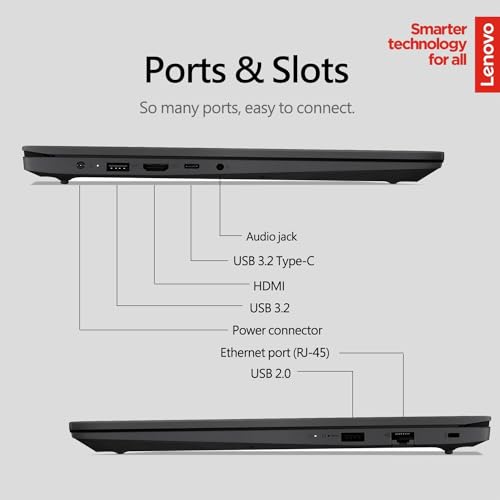 Smarter
technology
for all
Lenovo
Ports & Slots
So many ports, easy to connect.
Audio jack
USB 3.2 Type-C
HDMI
USB 3.2
Power connector
Ethernet port (RJ-45)
USB 2.0